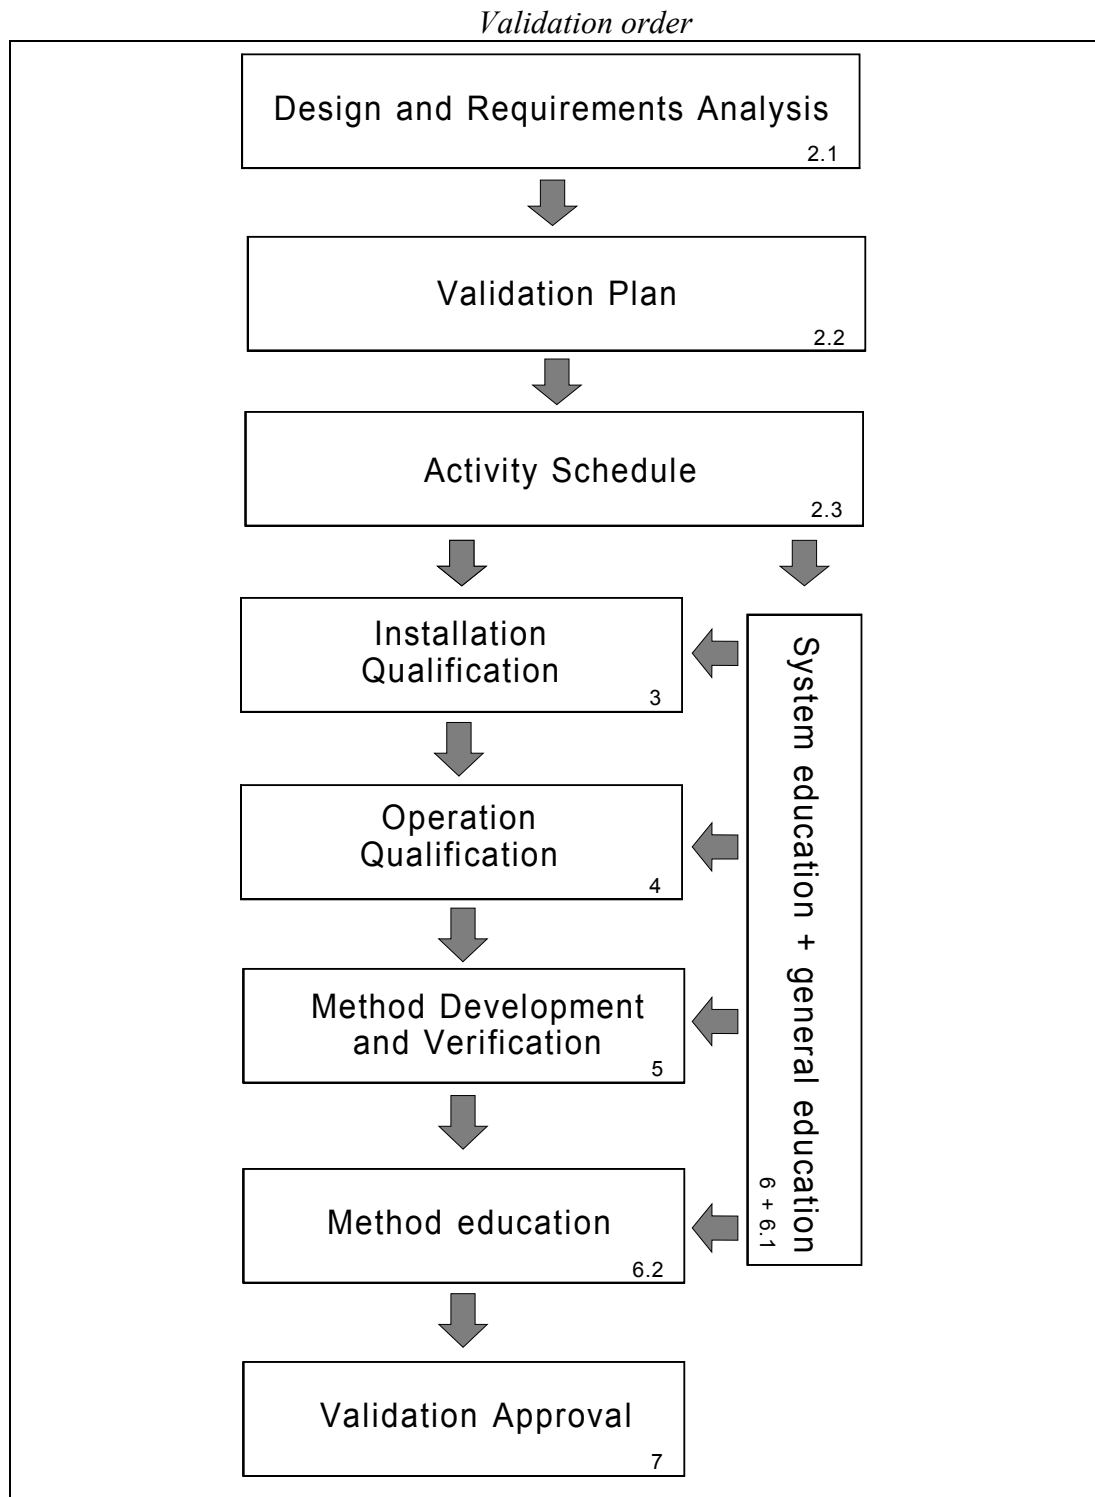 Validation order
Design and Requirements Analysis
2.1
Validation Plan
2.2
Activity Schedule
2.3
Installation
Qualification
3
Operation
Qualification
4
Method Development
and Verification
5
Method education
6.2
Validation Approval
7
System education + general education
6 + 6.1